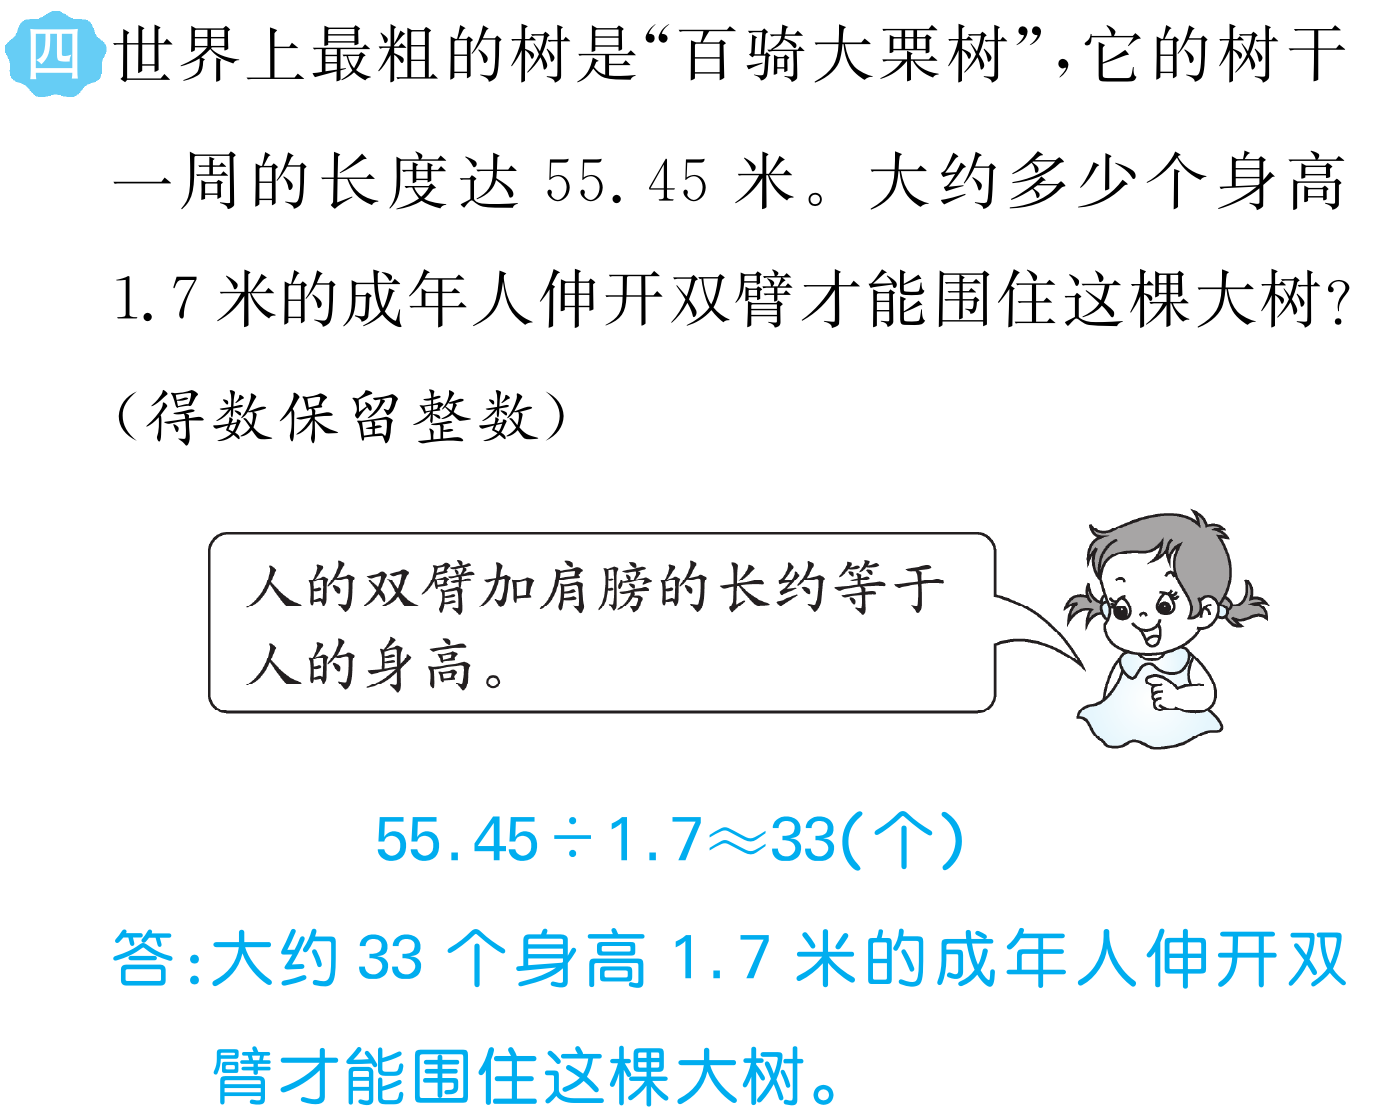 四 世界上最粗的树是“百骑大栗树”,它的树干
一周的长度达 55.45 米。大约多少个身高
1.7 米的成年人伸开双臂才能围住这棵大树?
(得数保留整数)
人的双臂加肩膀的长约等于
人的身高。
55.45÷1.7≈33(个)
答:大约 33 个身高 1.7 米的成年人伸开双
臂才能围住这棵大树。